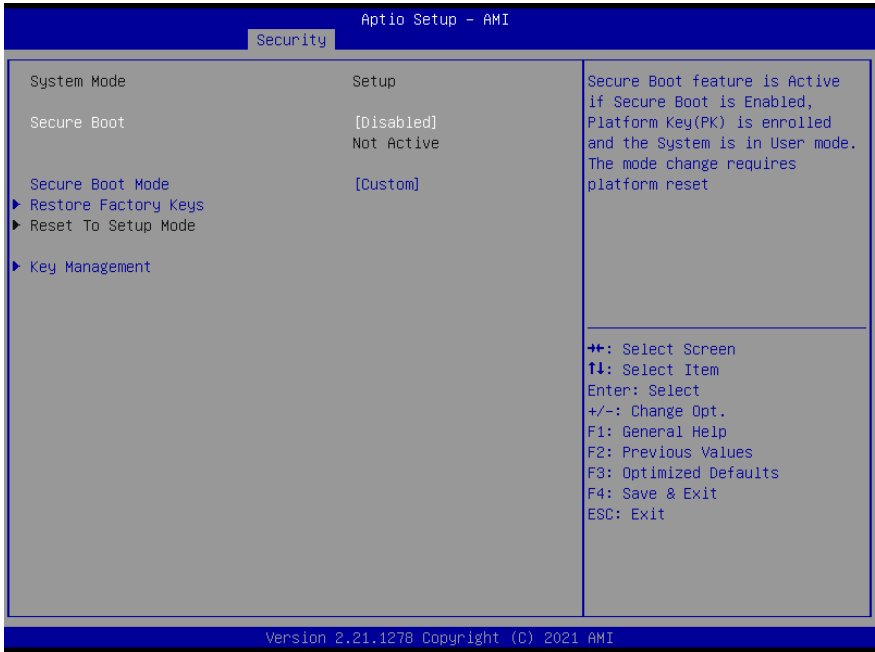 Aptio Setup – AMI
Security
System Mode Setup
Secure Boot [Disabled]
Not Active
Secure Boot Mode [Custom]
Restore Factory Keys
Reset To Setup Mode
Key Management
Secure Boot feature is Active
if Secure Boot is Enabled,
Platform Key(PK) is enrolled
and the System is in User mode.
The mode change requires
platform reset
→←: Select Screen
↑↓: Select Item
Enter: Select
+/-: Change Opt.
F1: General Help
F2: Previous Values
F3: Optimized Defaults
F4: Save & Exit
ESC: Exit
Version 2.21.1278 Copyright (C) 2021 AMI